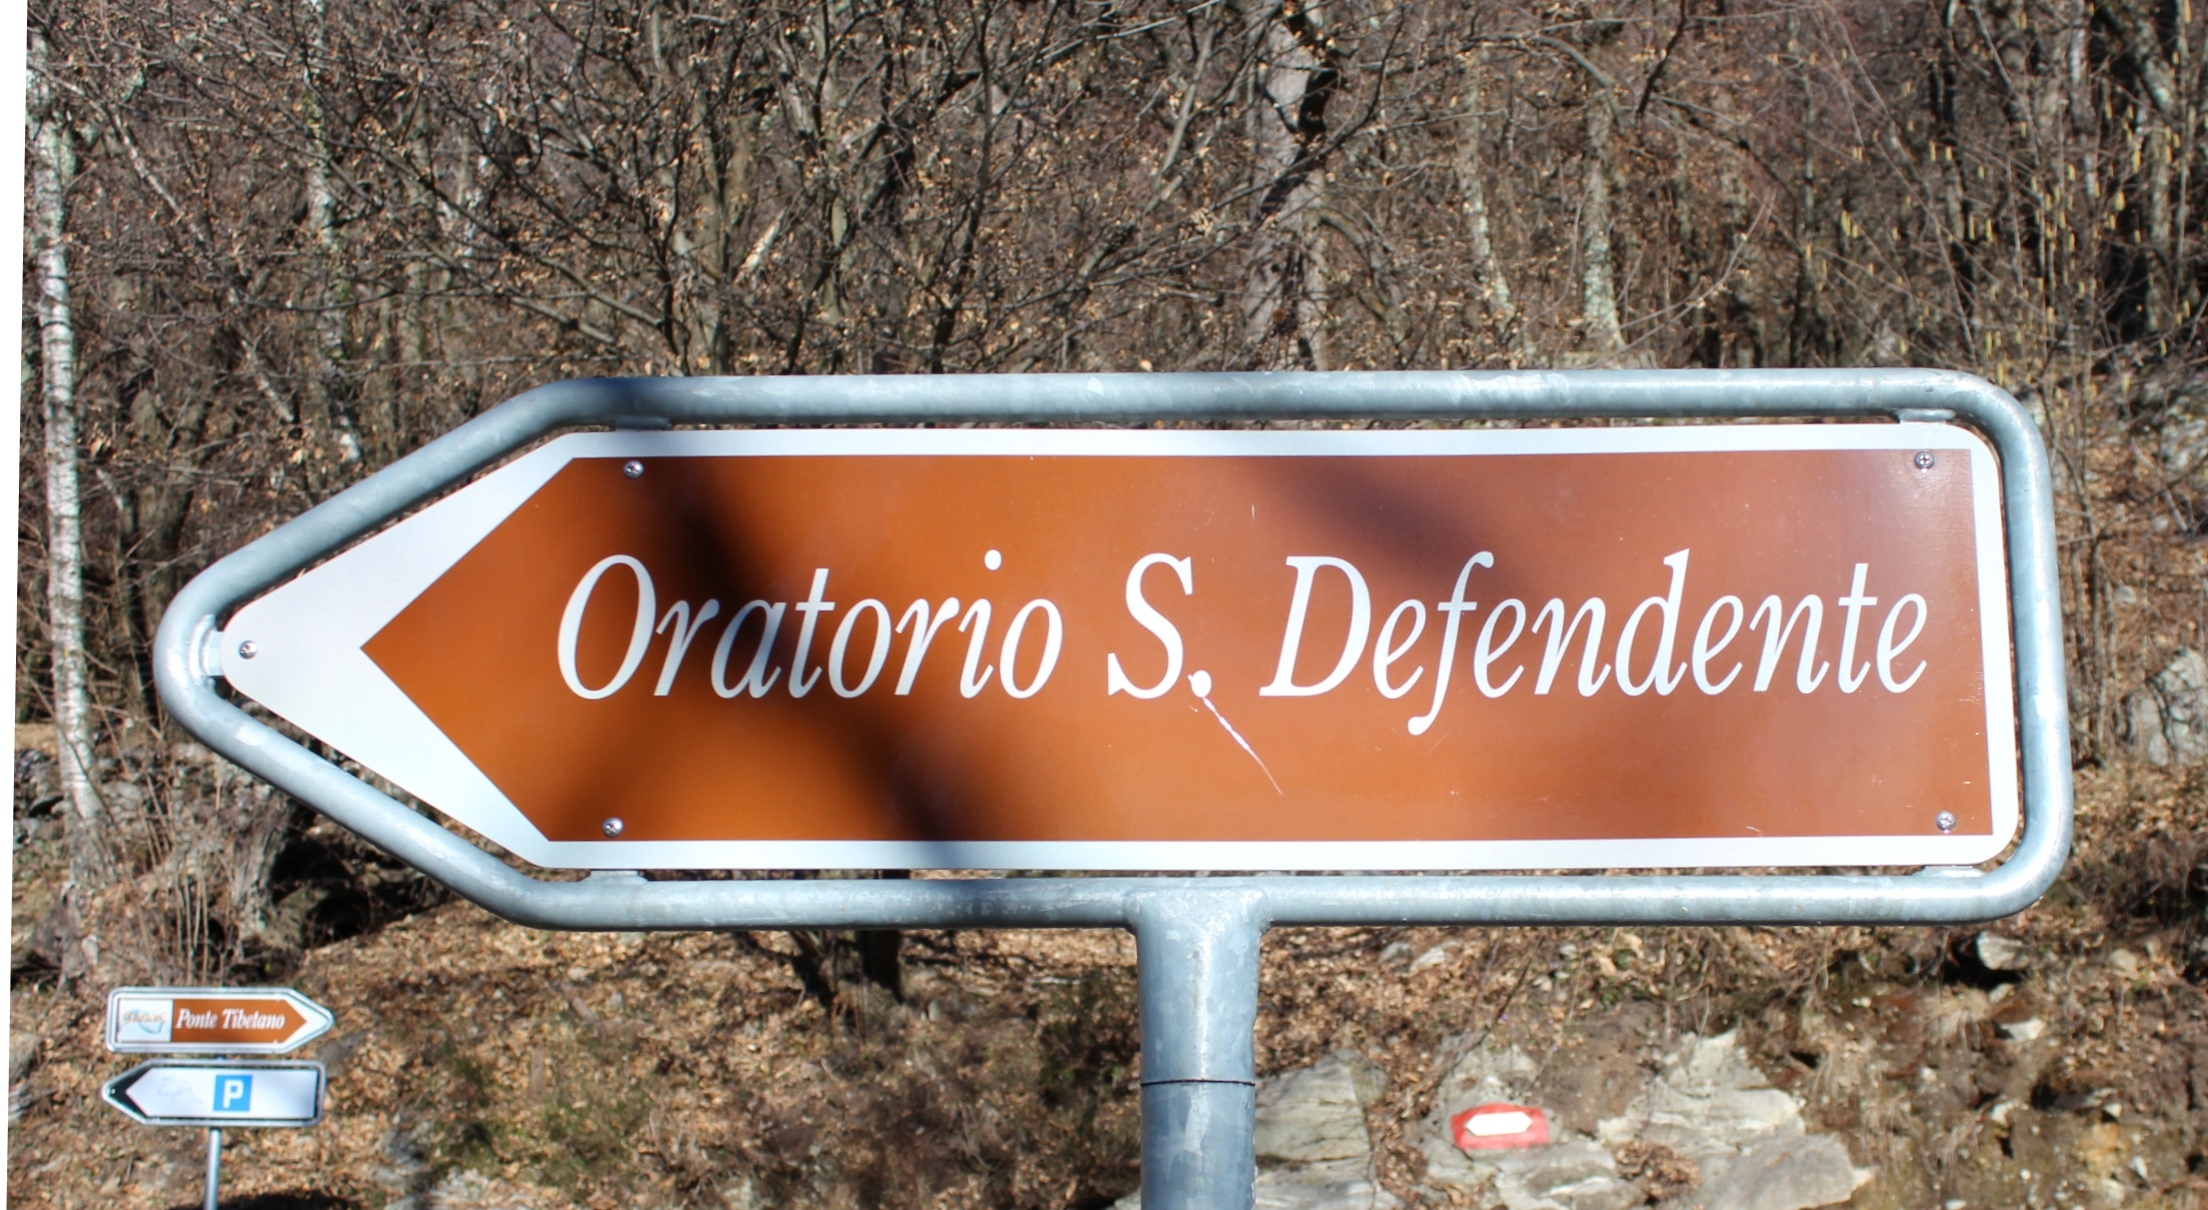 Oratorio S. Defendente
Ponte Tibetano
P